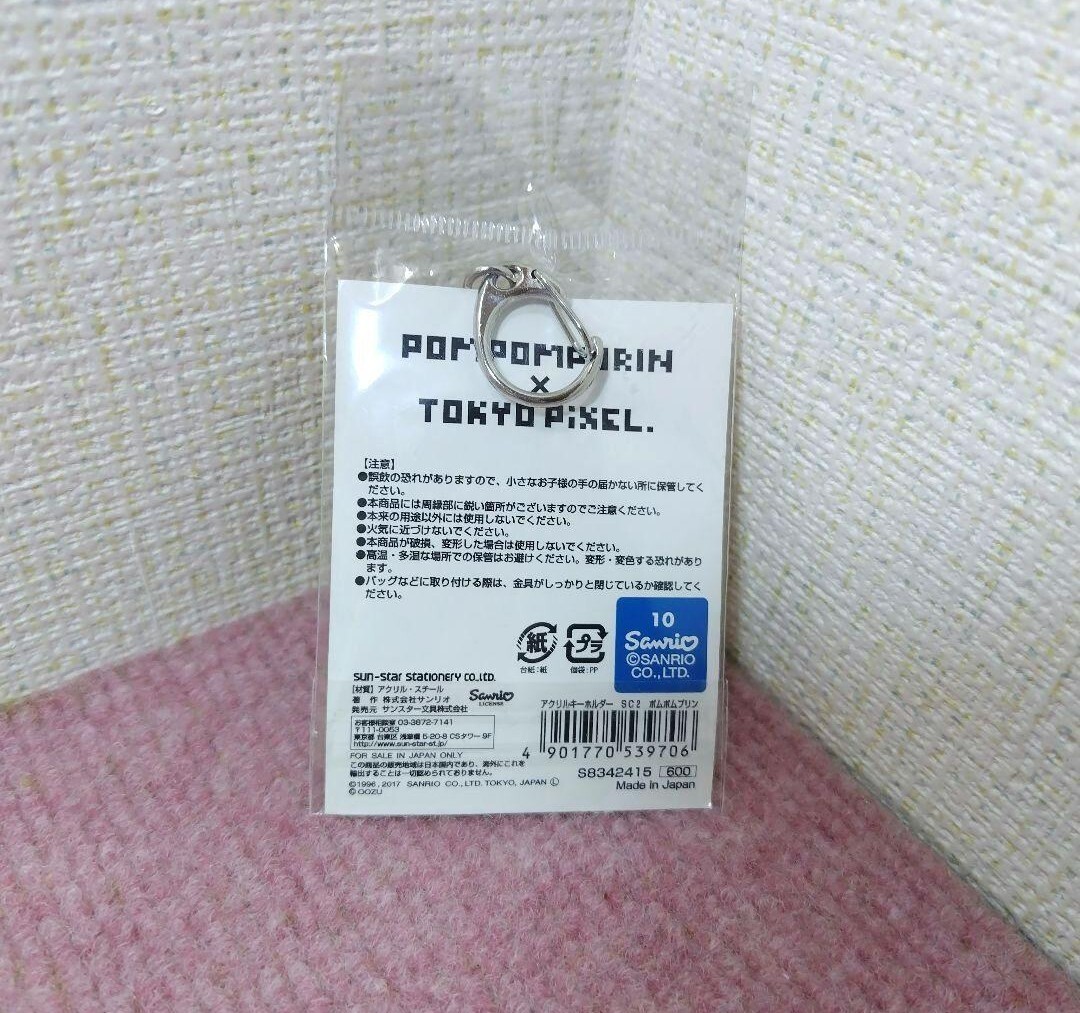 POMPOMPURIN
×
TOKYO PiXEL.
【注意】
●誤飲の恐れがありますので、小さなお子様の手の届かない所に保管してく
ださい。
●本商品には周縁部に鋭い箇所がございますのでご注意ください。
●本来の用途以外には使用しないでください。
●火気に近づけないでください。
●本商品が破損、変形した場合は使用しないでください。
●高温・多湿な場所での保管はお避けください。変形・変色する恐れがあり
ます。
●バッグなどに取り付ける際は、金具がしっかりと閉じているか確認してく
ださい。
紙
台紙:紙
プラ
個袋:PP
10
Sanrio
©SANRIO
CO.,LTD.
Sun-Star Stationery Co.,Ltd.
【材質】アクリル・スチール
著 作 株式会社サンリオ
発売元 サンスター文具株式会社
Sanrio
LICENSE
お客様相談室 03-3872-7141
〒111-0053
東京都 台東区 浅草橋 5-20-8 CSタワー 9F
http://www.sun-star-st.jp/
FOR SALE IN JAPAN ONLY
この商品の販売地域は日本国内であり、海外にこれを
輸出することは一切認められておりません。
©1996, 2017 SANRIO CO., LTD. TOKYO, JAPAN Ⓛ
© OOZU
アクリルキーホルダー SC2 ポムポムプリン
4 901770 539706
S8342415 600
Made in Japan